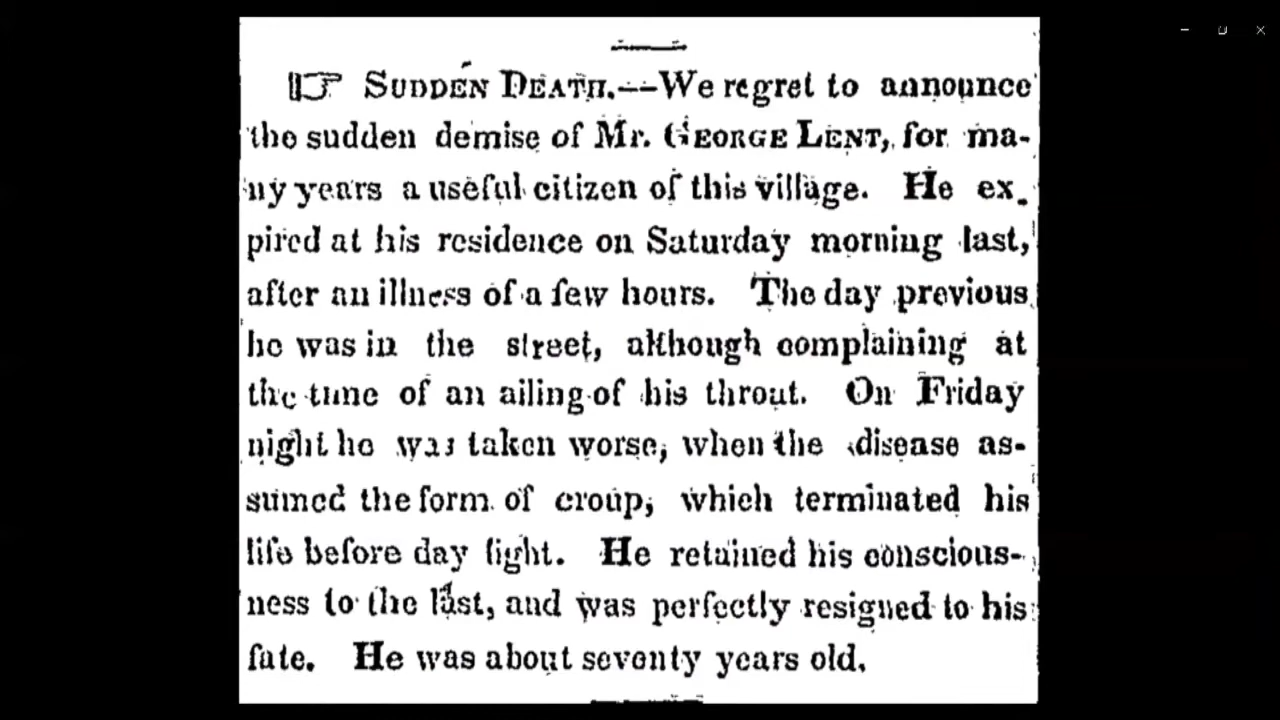 ☞ SUDDEN DEATH.—We regret to announce
the sudden demise of Mr. GEORGE LENT, for ma-
ny years a useful citizen of this village. He ex-
pired at his residence on Saturday morning last,
after an illness of a few hours. The day previous
he was in the street, although complaining at
the time of an ailing of his throat. On Friday
night he was taken worse, when the disease as-
sumed the form of croup, which terminated his
life before day light. He retained his conscious-
ness to the last, and was perfectly resigned to his
fate. He was about seventy years old.